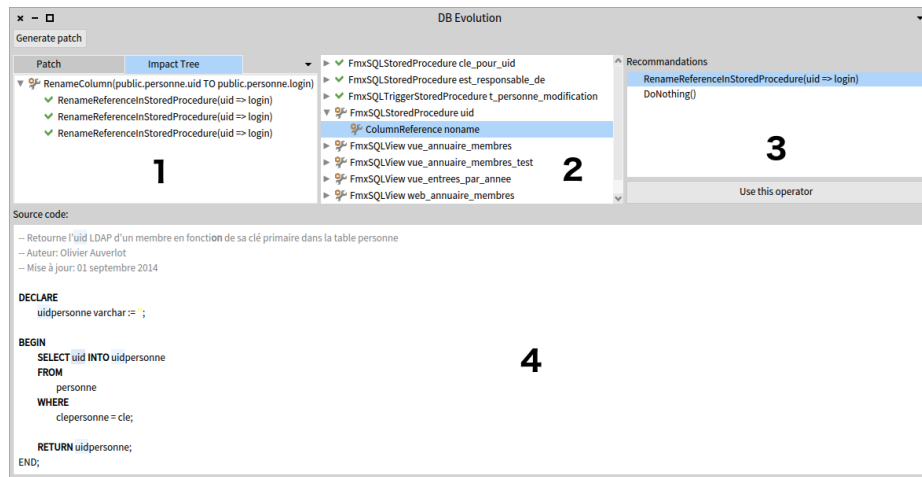 DB Evolution
Generate patch
Patch
Impact Tree
RenameColumn(public.personne.uid TO public.personne.login)
RenameReferenceInStoredProcedure(uid => login)
RenameReferenceInStoredProcedure(uid => login)
RenameReferenceInStoredProcedure(uid => login)
1
FmxSQLStoredProcedure cle_pour_uid
FmxSQLStoredProcedure est_responsable_de
FmxSQLTriggerStoredProcedure t_personne_modification
FmxSQLStoredProcedure uid
ColumnReference noname
FmxSQLView vue_annuaire_membres
FmxSQLView vue_annuaire_membres_test
FmxSQLView vue_entrees_par_annee
FmxSQLView web_annuaire_membres
2
Recommandations
RenameReferenceInStoredProcedure(uid => login)
DoNothing()
3
Use this operator
Source code:
-- Retourne l'uid LDAP d'un membre en fonction de sa clé primaire dans la table personne
-- Auteur: Olivier Auverlot
-- Mise à jour: 01 septembre 2014
DECLARE
uidpersonne varchar := '';
BEGIN
SELECT uid INTO uidpersonne
FROM
personne
WHERE
clepersonne = cle;
RETURN uidpersonne;
END;
4